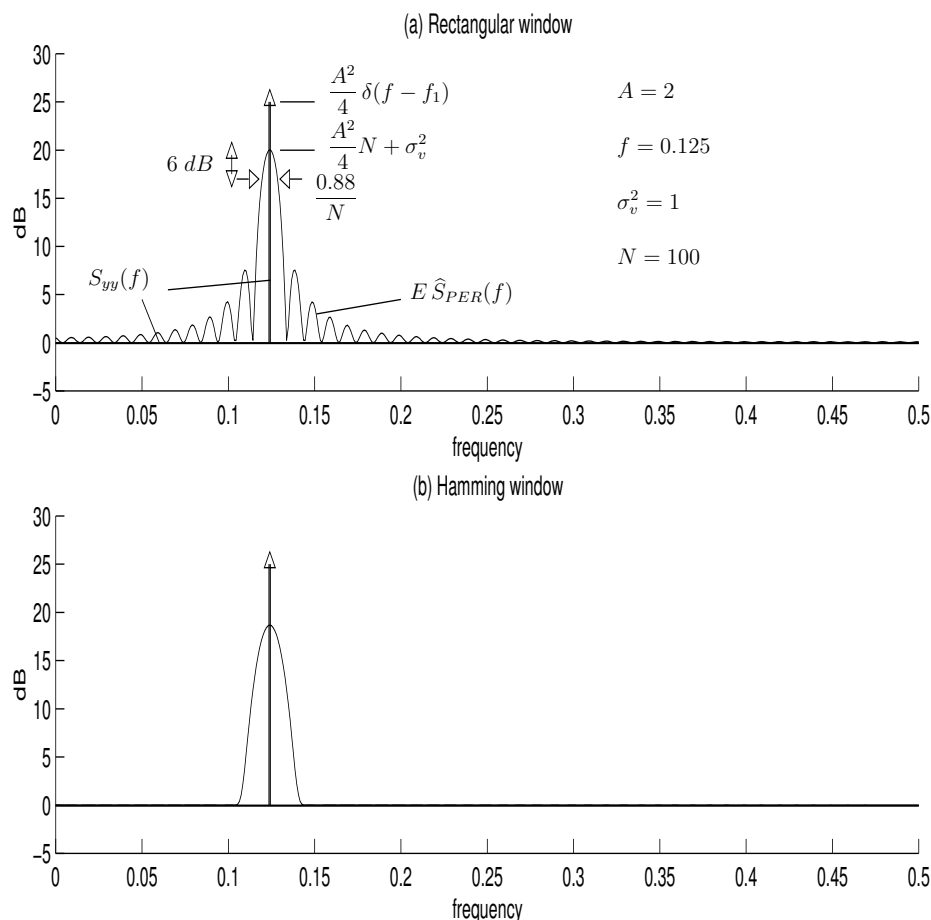 (a) Rectangular window
30
25
20
15
10
5
0
−5
dB
A²/4 δ(f − f₁)
A²/4 N + σᵥ²
6 dB
0.88/N
A = 2
f = 0.125
σᵥ² = 1
N = 100
S_yy(f)
E Ŝ_PER(f)
0 0.05 0.1 0.15 0.2 0.25 0.3 0.35 0.4 0.45 0.5
frequency
(b) Hamming window
30
25
20
15
10
5
0
−5
dB
0 0.05 0.1 0.15 0.2 0.25 0.3 0.35 0.4 0.45 0.5
frequency